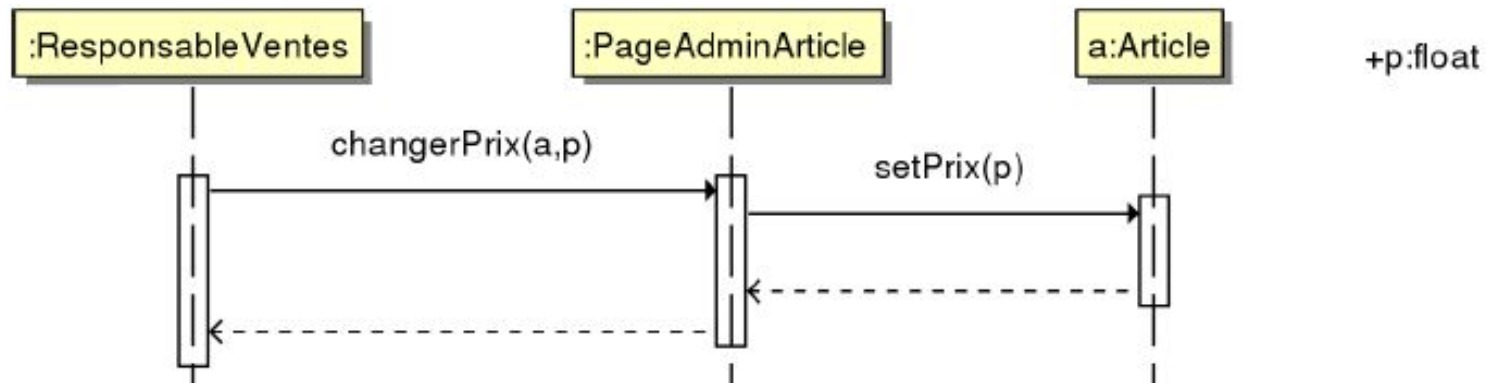 :ResponsableVentes
:PageAdminArticle
a:Article
+p:float
changerPrix(a,p)
setPrix(p)